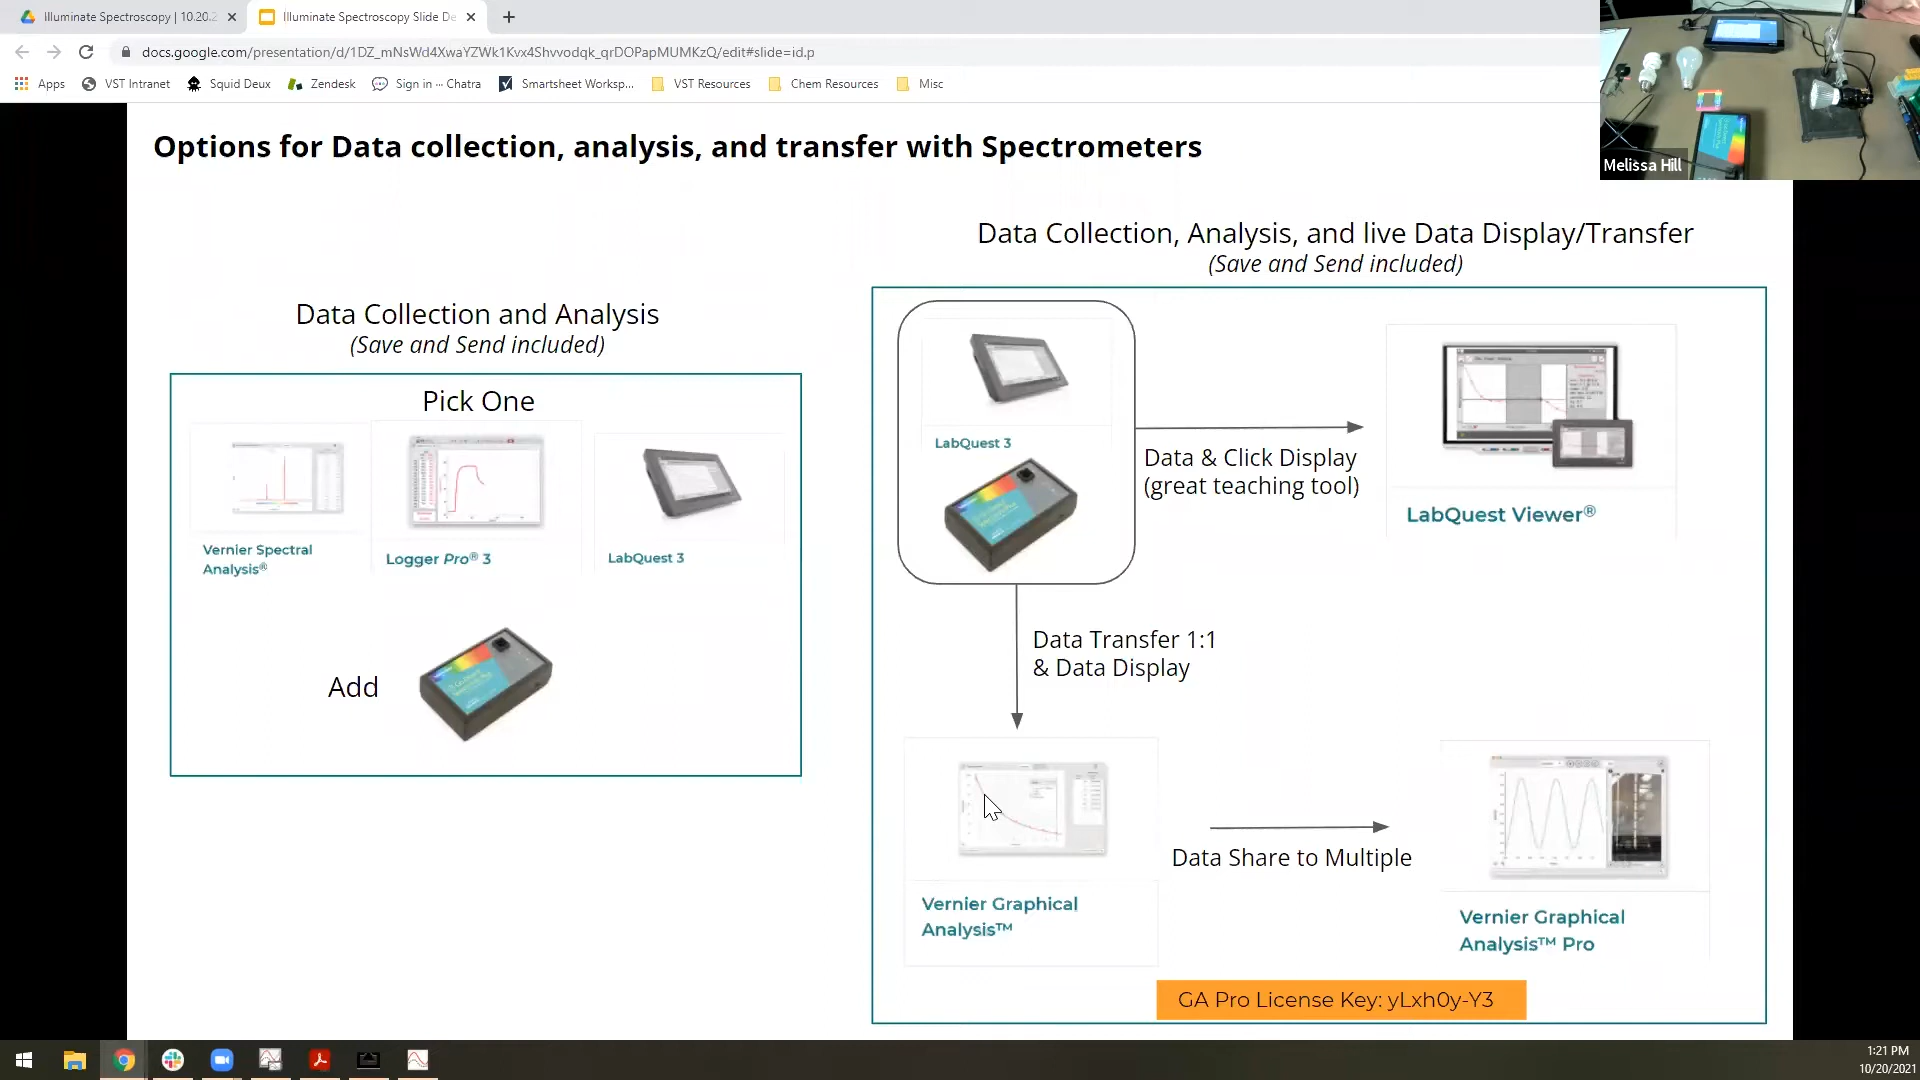 Illuminate Spectroscopy | 10.20.2
Illuminate Spectroscopy Slide De
docs.google.com/presentation/d/1DZ_mNsWd4XwaYZWk1Kvx4Shvvodqk_qrDOPapMUMKzQ/edit#slide=id.p
Apps
VST Intranet
Squid Deux
Zendesk
Sign in ··· Chatra
Smartsheet Worksp...
VST Resources
Chem Resources
Misc
Melissa Hill
Options for Data collection, analysis, and transfer with Spectrometers
Data Collection and Analysis
(Save and Send included)
Pick One
Vernier Spectral
Analysis®
Logger Pro® 3
LabQuest 3
Add
Data Collection, Analysis, and live Data Display/Transfer
(Save and Send included)
LabQuest 3
Data & Click Display
(great teaching tool)
LabQuest Viewer®
Data Transfer 1:1
& Data Display
Vernier Graphical
Analysis™
Data Share to Multiple
Vernier Graphical
Analysis™ Pro
GA Pro License Key: yLxh0y-Y3
1:21 PM
10/20/2021